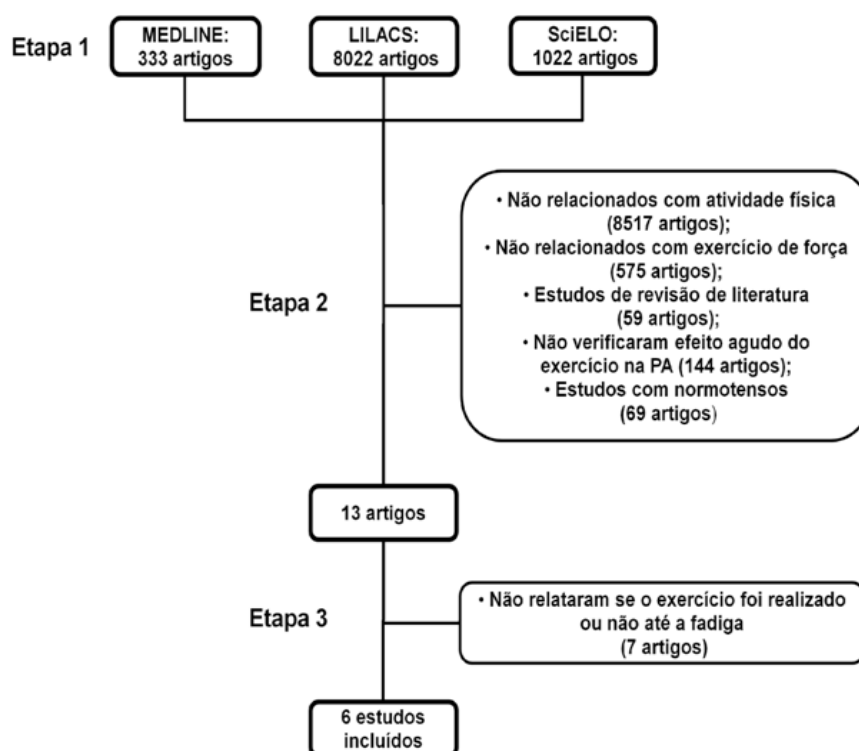 Etapa 1
MEDLINE:
333 artigos
LILACS:
8022 artigos
SciELO:
1022 artigos
Etapa 2
• Não relacionados com atividade física
(8517 artigos);
• Não relacionados com exercício de força
(575 artigos);
• Estudos de revisão de literatura
(59 artigos);
• Não verificaram efeito agudo do
exercício na PA (144 artigos);
• Estudos com normotensos
(69 artigos)
13 artigos
Etapa 3
• Não relataram se o exercício foi realizado
ou não até a fadiga
(7 artigos)
6 estudos
incluídos